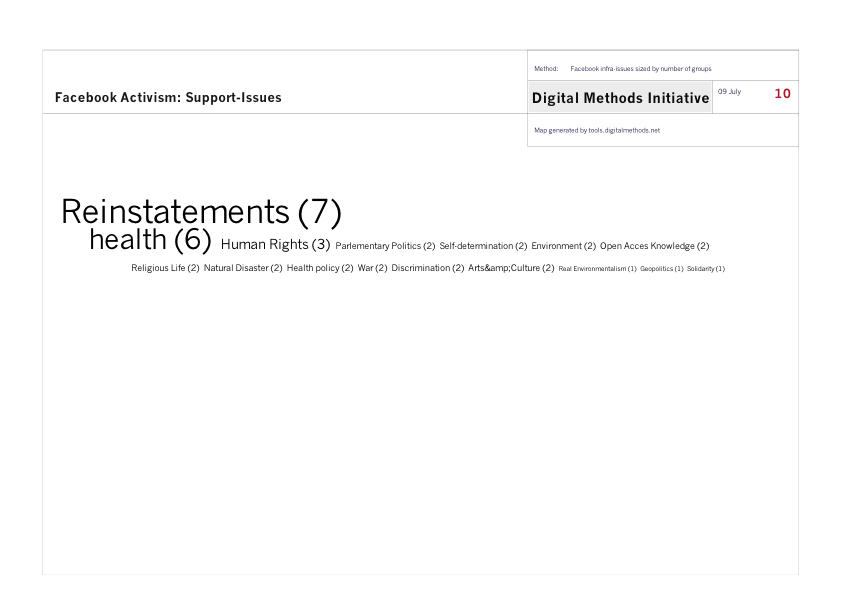 Method: Facebook infra-issues sized by number of groups
Facebook Activism: Support-Issues
Digital Methods Initiative
09 July
10
Map generated by tools.digitalmethods.net
Reinstatements (7)
health (6) Human Rights (3) Parlementary Politics (2) Self-determination (2) Environment (2) Open Acces Knowledge (2)
Religious Life (2) Natural Disaster (2) Health policy (2) War (2) Discrimination (2) Arts&amp;Culture (2) Real Environmentalism (1) Geopolitics (1) Solidarity (1)